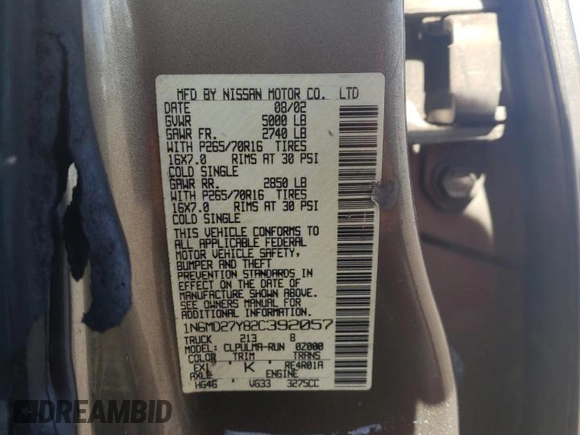 MFD BY NISSAN MOTOR CO. LTD
DATE 08/02
GVWR 5000 LB
GAWR FR. 2740 LB
WITH P265/70R16 TIRES
16X7.0 RIMS AT 30 PSI
COLD SINGLE
GAWR RR. 2850 LB
WITH P265/70R16 TIRES
16X7.0 RIMS AT 30 PSI
COLD SINGLE
THIS VEHICLE CONFORMS TO
ALL APPLICABLE FEDERAL
MOTOR VEHICLE SAFETY,
BUMPER AND THEFT
PREVENTION STANDARDS IN
EFFECT ON THE DATE OF
MANUFACTURE SHOWN ABOVE.
SEE OWNERS MANUAL FOR
ADDITIONAL INFORMATION.
1N6MD27Y82C392057
TRUCK 213 8
MODEL: CLPULMA-RUN 02000
COLOR TRIM TRANS
EX1 K RE4R01A
AXLE ENGINE
HG46 VG33 3275CC
DREAMBID